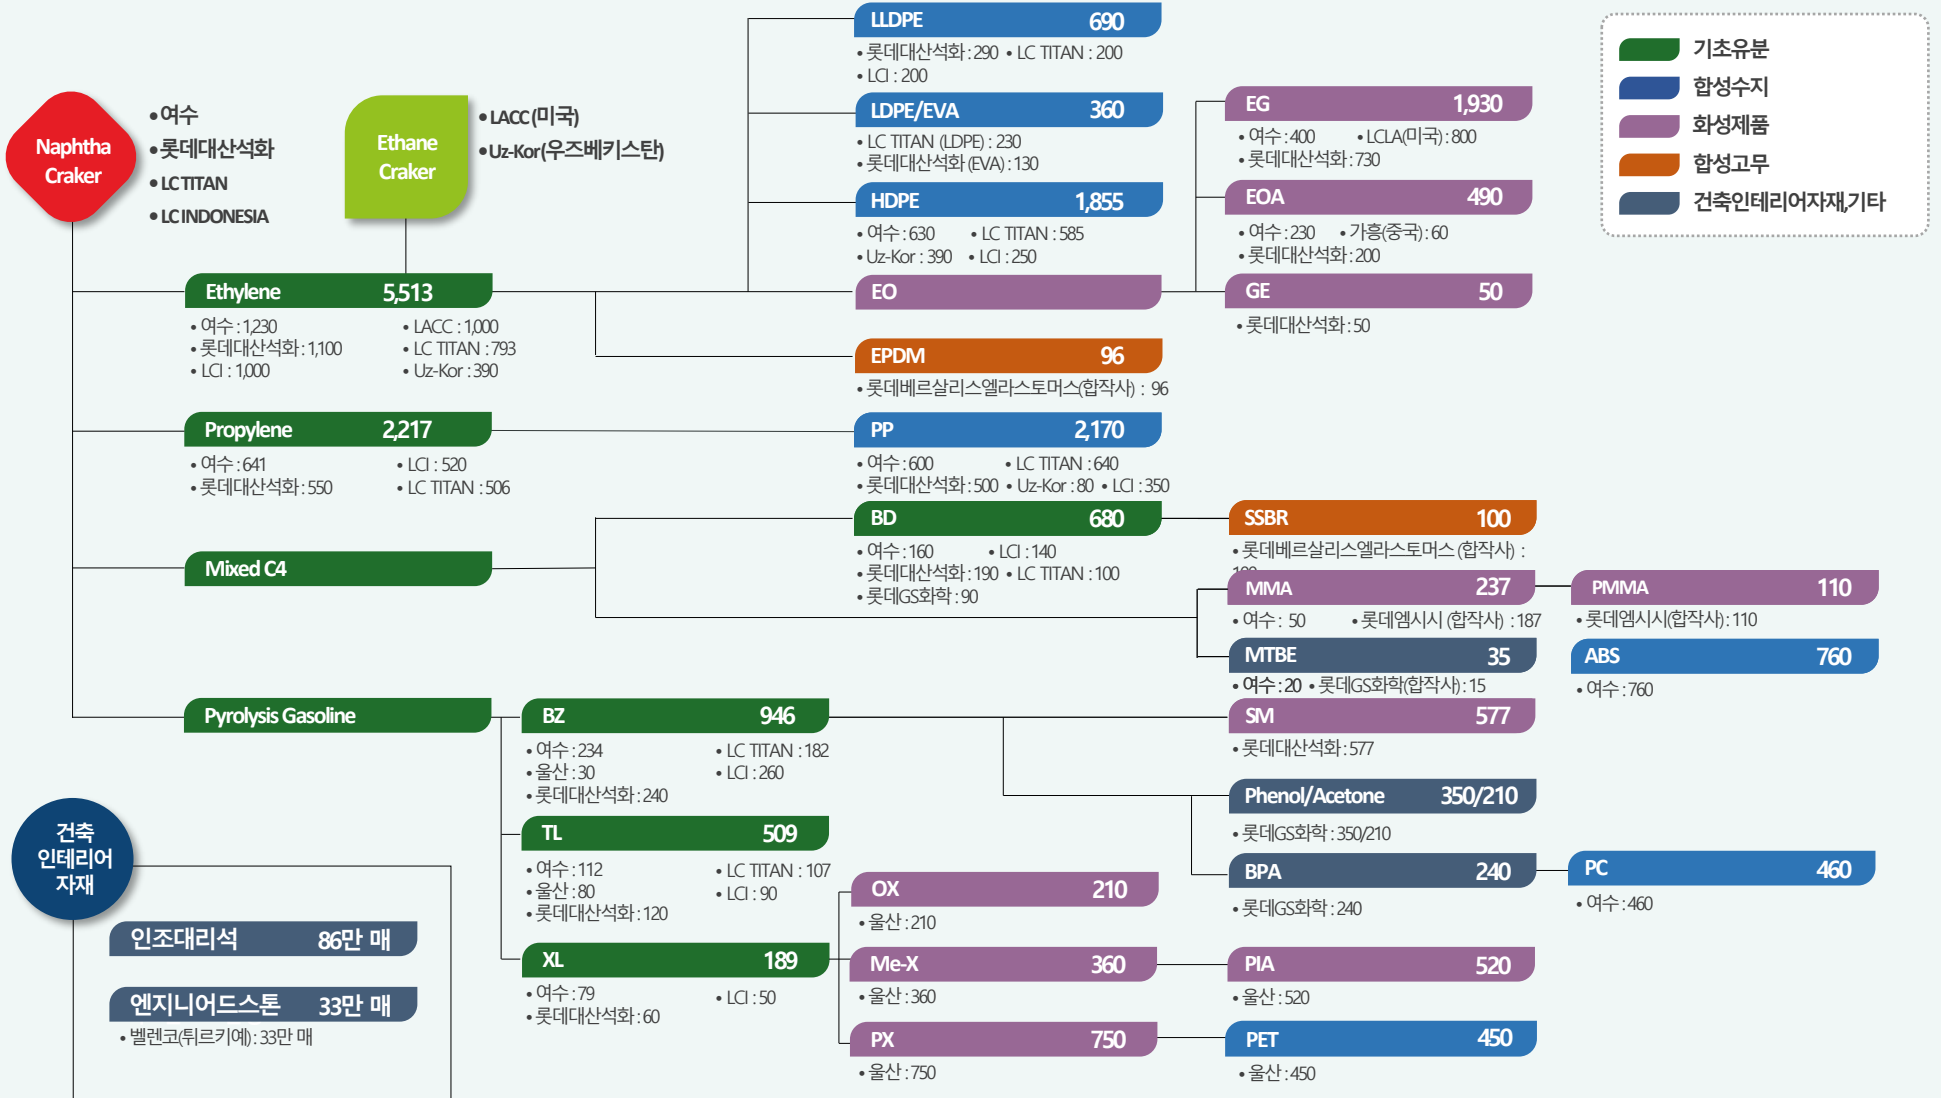 Naphtha
Craker
• 여수
• 롯데대산석화
• LC TITAN
• LC INDONESIA
Ethane
Craker
• LACC (미국)
• Uz-Kor(우즈베키스탄)
기초유분
합성수지
화성제품
합성고무
건축인테리어자재,기타
LLDPE 690
• 롯데대산석화 : 290 • LC TITAN : 200
• LCI : 200
LDPE/EVA 360
• LC TITAN (LDPE) : 230
• 롯데대산석화 (EVA) : 130
HDPE 1,855
• 여수 : 630 • LC TITAN : 585
• Uz-Kor : 390 • LCI : 250
EO
EG 1,930
• 여수 : 400 • LCLA(미국) : 800
• 롯데대산석화 : 730
EOA 490
• 여수 : 230 • 가흥(중국) : 60
• 롯데대산석화 : 200
GE 50
• 롯데대산석화 : 50
Ethylene 5,513
• 여수 : 1,230 • LACC : 1,000
• 롯데대산석화 : 1,100 • LC TITAN : 793
• LCI : 1,000 • Uz-Kor : 390
EPDM 96
• 롯데베르살리스엘라스토머스(합작사) : 96
Propylene 2,217
• 여수 : 641 • LCI : 520
• 롯데대산석화 : 550 • LC TITAN : 506
PP 2,170
• 여수 : 600 • LC TITAN : 640
• 롯데대산석화 : 500 • Uz-Kor : 80 • LCI : 350
Mixed C4
BD 680
• 여수 : 160 • LCI : 140
• 롯데대산석화 : 190 • LC TITAN : 100
• 롯데GS화학 : 90
SSBR 100
• 롯데베르살리스엘라스토머스 (합작사) :
MMA 237
• 여수 : 50 • 롯데엠시시 (합작사) : 187
PMMA 110
• 롯데엠시시(합작사) : 110
MTBE 35
• 여수 : 20 • 롯데GS화학(합작사) : 15
ABS 760
• 여수 : 760
Pyrolysis Gasoline
BZ 946
• 여수 : 234 • LC TITAN : 182
• 울산 : 30 • LCI : 260
• 롯데대산석화 : 240
SM 577
• 롯데대산석화 : 577
Phenol/Acetone 350/210
• 롯데GS화학 : 350/210
TL 509
• 여수 : 112 • LC TITAN : 107
• 울산 : 80 • LCI : 90
• 롯데대산석화 : 120
BPA 240
• 롯데GS화학 : 240
PC 460
• 여수 : 460
XL 189
• 여수 : 79 • LCI : 50
• 롯데대산석화 : 60
OX 210
• 울산 : 210
Me-X 360
• 울산 : 360
PIA 520
• 울산 : 520
PX 750
• 울산 : 750
PET 450
• 울산 : 450
건축
인테리어
자재
인조대리석 86만 매
엔지니어드스톤 33만 매
• 벨렌코(튀르키예) : 33만 매